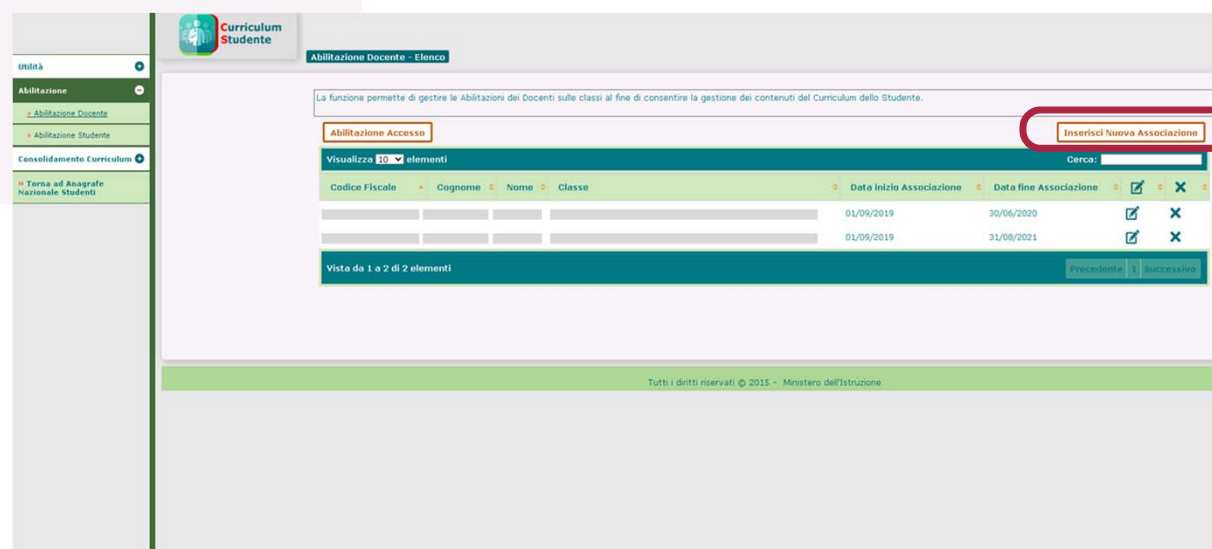 Curriculum
Studente
Abilitazione Docente - Elenco
Utilità
Abilitazione
» Abilitazione Docente
» Abilitazione Studente
Consolidamento Curriculum
» Torna ad Anagrafe
Nazionale Studenti
La funzione permette di gestire le Abilitazioni dei Docenti sulle classi al fine di consentire la gestione dei contenuti del Curriculum dello Studente.
Abilitazione Accesso
Inserisci Nuova Associazione
Visualizza 10 elementi
Cerca:
Codice Fiscale Cognome Nome Classe Data inizio Associazione Data fine Associazione
01/09/2019 30/06/2020
01/09/2019 31/08/2021
Vista da 1 a 2 di 2 elementi
Precedente 1 Successivo
Tutti i diritti riservati © 2015 - Ministero dell'Istruzione